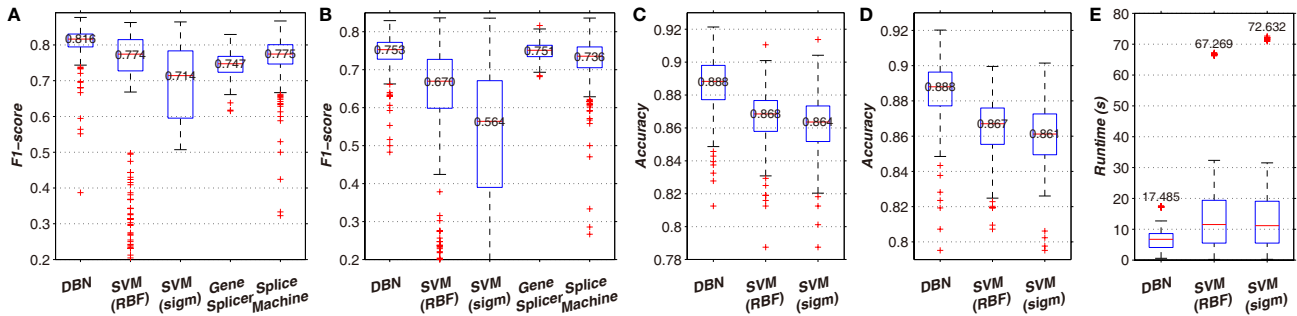 A
F1−score
0.8
0.7
0.6
0.5
0.4
0.3
0.2
0.816
0.774
0.714
0.747
0.775
DBN
SVM
(RBF)
SVM
(sigm)
Gene
Splicer
Splice
Machine
B
F1−score
0.8
0.7
0.6
0.5
0.4
0.3
0.2
0.753
0.670
0.564
0.751
0.736
DBN
SVM
(RBF)
SVM
(sigm)
Gene
Splicer
Splice
Machine
C
Accuracy
0.92
0.9
0.88
0.86
0.84
0.82
0.8
0.78
0.888
0.868
0.864
DBN
SVM
(RBF)
SVM
(sigm)
D
Accuracy
0.92
0.9
0.88
0.86
0.84
0.82
0.8
0.888
0.867
0.861
DBN
SVM
(RBF)
SVM
(sigm)
E
Runtime (s)
80
70
60
50
40
30
20
10
0
17.485
67.269
72.632
DBN
SVM
(RBF)
SVM
(sigm)